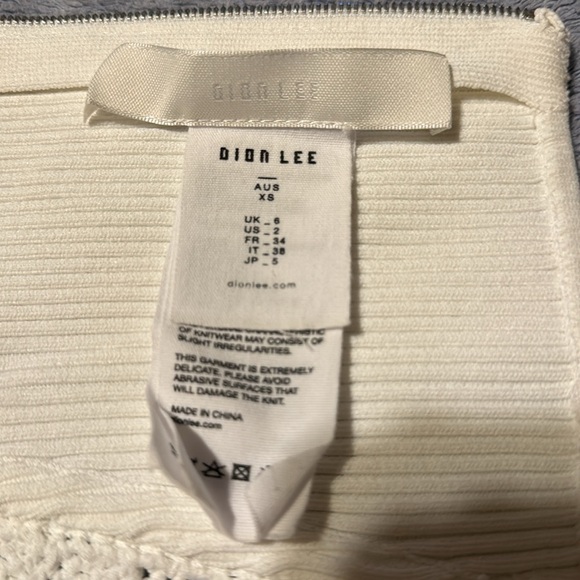 DION LEE
DION LEE
AUS
XS
UK _ 6
US _ 2
FR _ 34
IT _ 38
JP _ 5
dionlee.com
OF KNITWEAR MAY CONSIST OF
SLIGHT IRREGULARITIES.
THIS GARMENT IS EXTREMELY
DELICATE. PLEASE AVOID
ABRASIVE SURFACES THAT
WILL DAMAGE THE KNIT.
MADE IN CHINA
dionlee.com